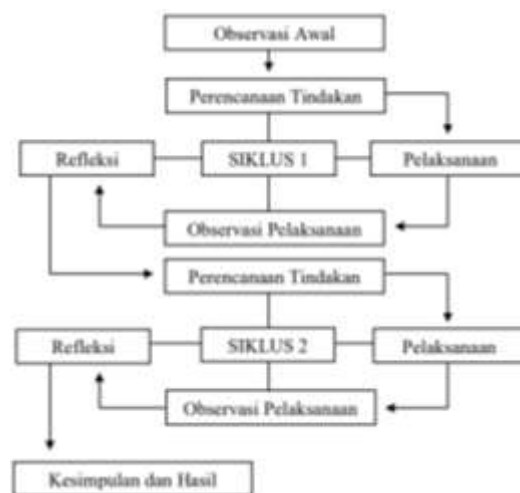 Observasi Awal
Perencanaan Tindakan
Refleksi
SIKLUS 1
Pelaksanaan
Observasi Pelaksanaan
Perencanaan Tindakan
Refleksi
SIKLUS 2
Pelaksanaan
Observasi Pelaksanaan
Kesimpulan dan Hasil